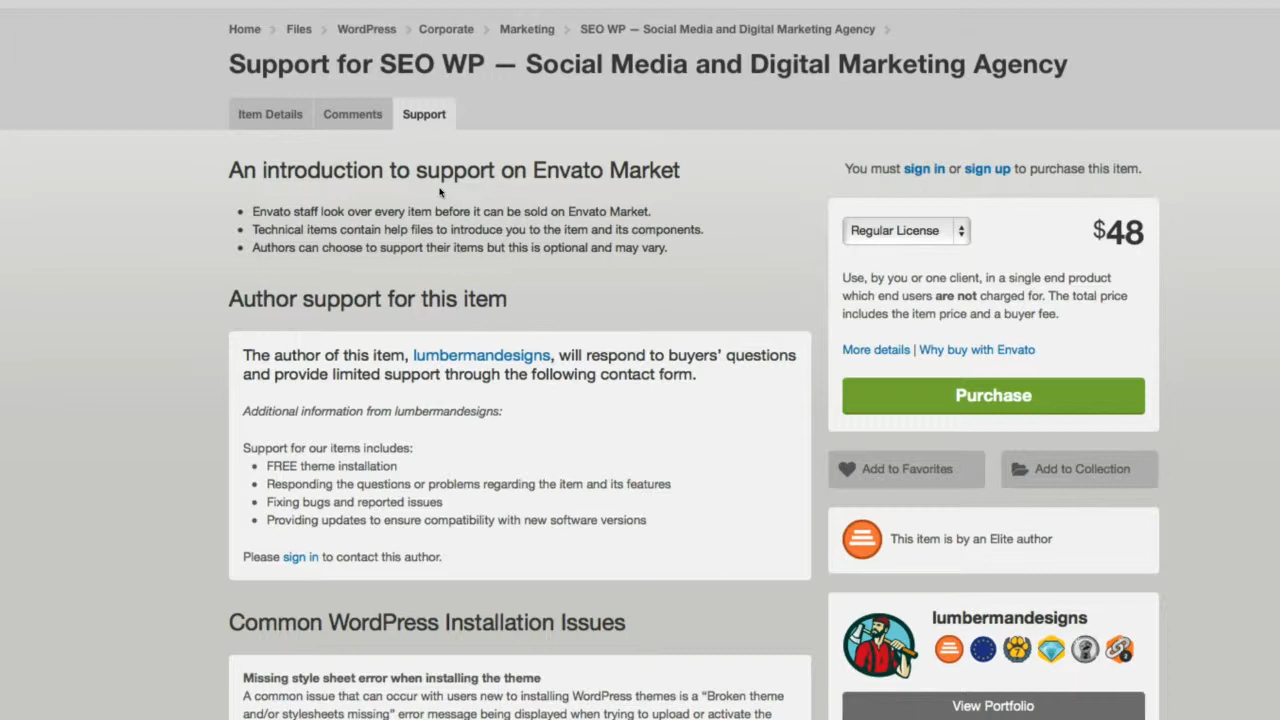 Home Files WordPress Corporate Marketing SEO WP — Social Media and Digital Marketing Agency
Support for SEO WP — Social Media and Digital Marketing Agency
Item Details Comments Support
An introduction to support on Envato Market
Envato staff look over every item before it can be sold on Envato Market.
Technical items contain help files to introduce you to the item and its components.
Authors can choose to support their items but this is optional and may vary.
Author support for this item
The author of this item, lumbermandesigns, will respond to buyers' questions
and provide limited support through the following contact form.
Additional information from lumbermandesigns:
Support for our items includes:
FREE theme installation
Responding the questions or problems regarding the item and its features
Fixing bugs and reported issues
Providing updates to ensure compatibility with new software versions
Please sign in to contact this author.
Common WordPress Installation Issues
Missing style sheet error when installing the theme
A common issue that can occur with users new to installing WordPress themes is a “Broken theme
and/or stylesheets missing” error message being displayed when trying to upload or activate the
You must sign in or sign up to purchase this item.
Regular License $48
Use, by you or one client, in a single end product
which end users are not charged for. The total price
includes the item price and a buyer fee.
More details | Why buy with Envato
Purchase
Add to Favorites Add to Collection
This item is by an Elite author
lumbermandesigns
View Portfolio